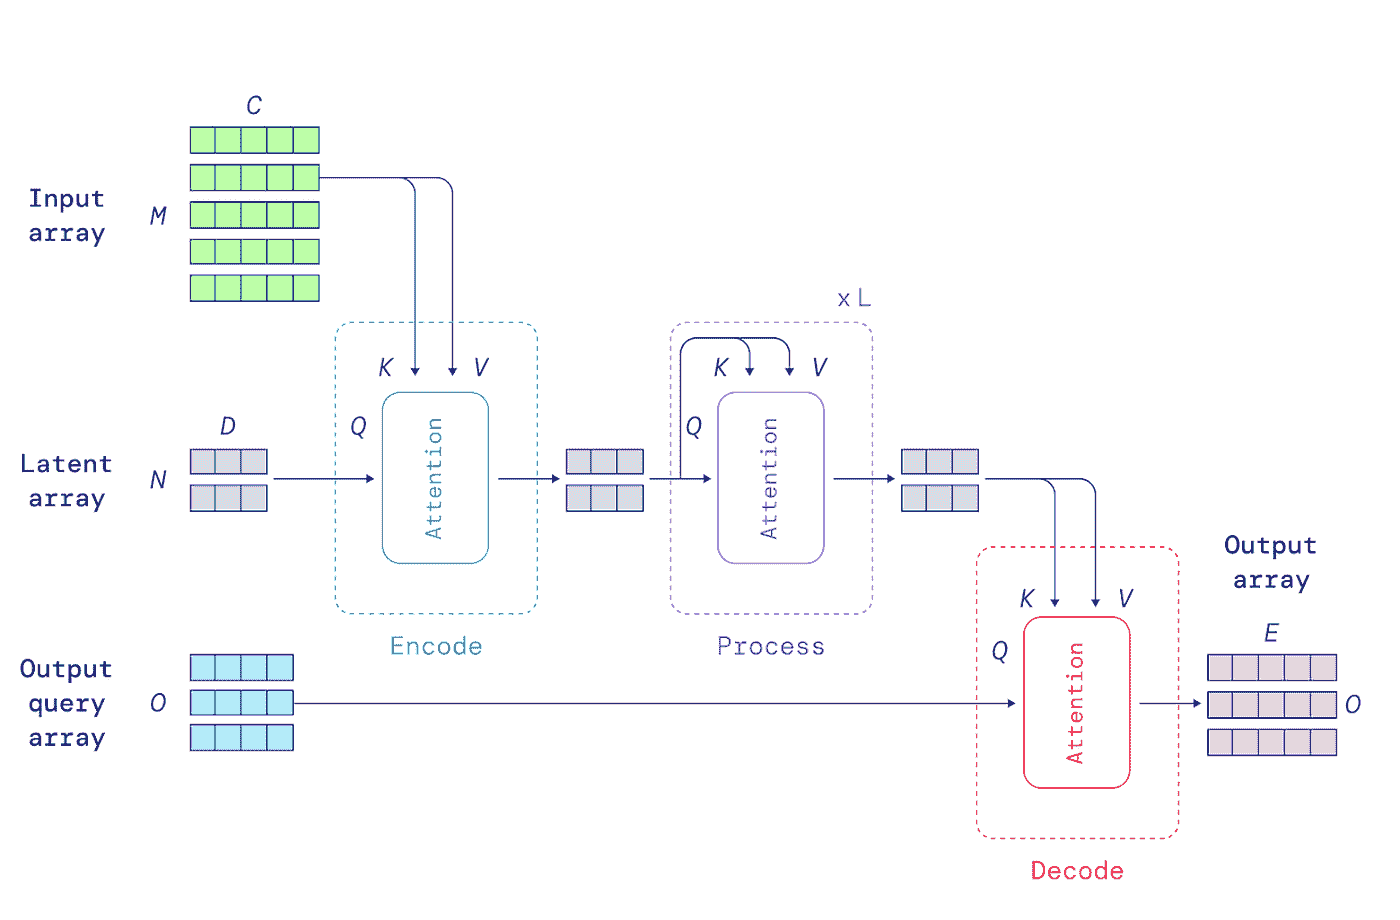 C
Input
array
M
x L
K
V
K
V
D
Q
Q
Latent
array
N
Attention
Attention
Output
array
K
V
Encode
Process
Q
E
Output
query
array
O
Attention
O
Decode